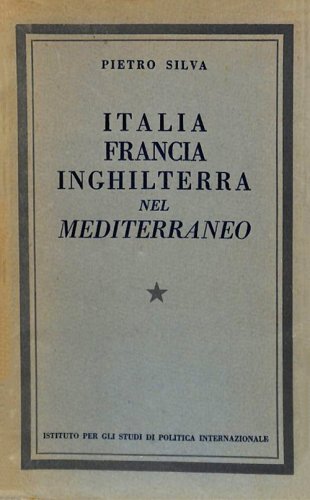 PIETRO SILVA
ITALIA
FRANCIA
INGHILTERRA
NEL
MEDITERRANEO
ISTITUTO PER GLI STUDI DI POLITICA INTERNAZIONALE